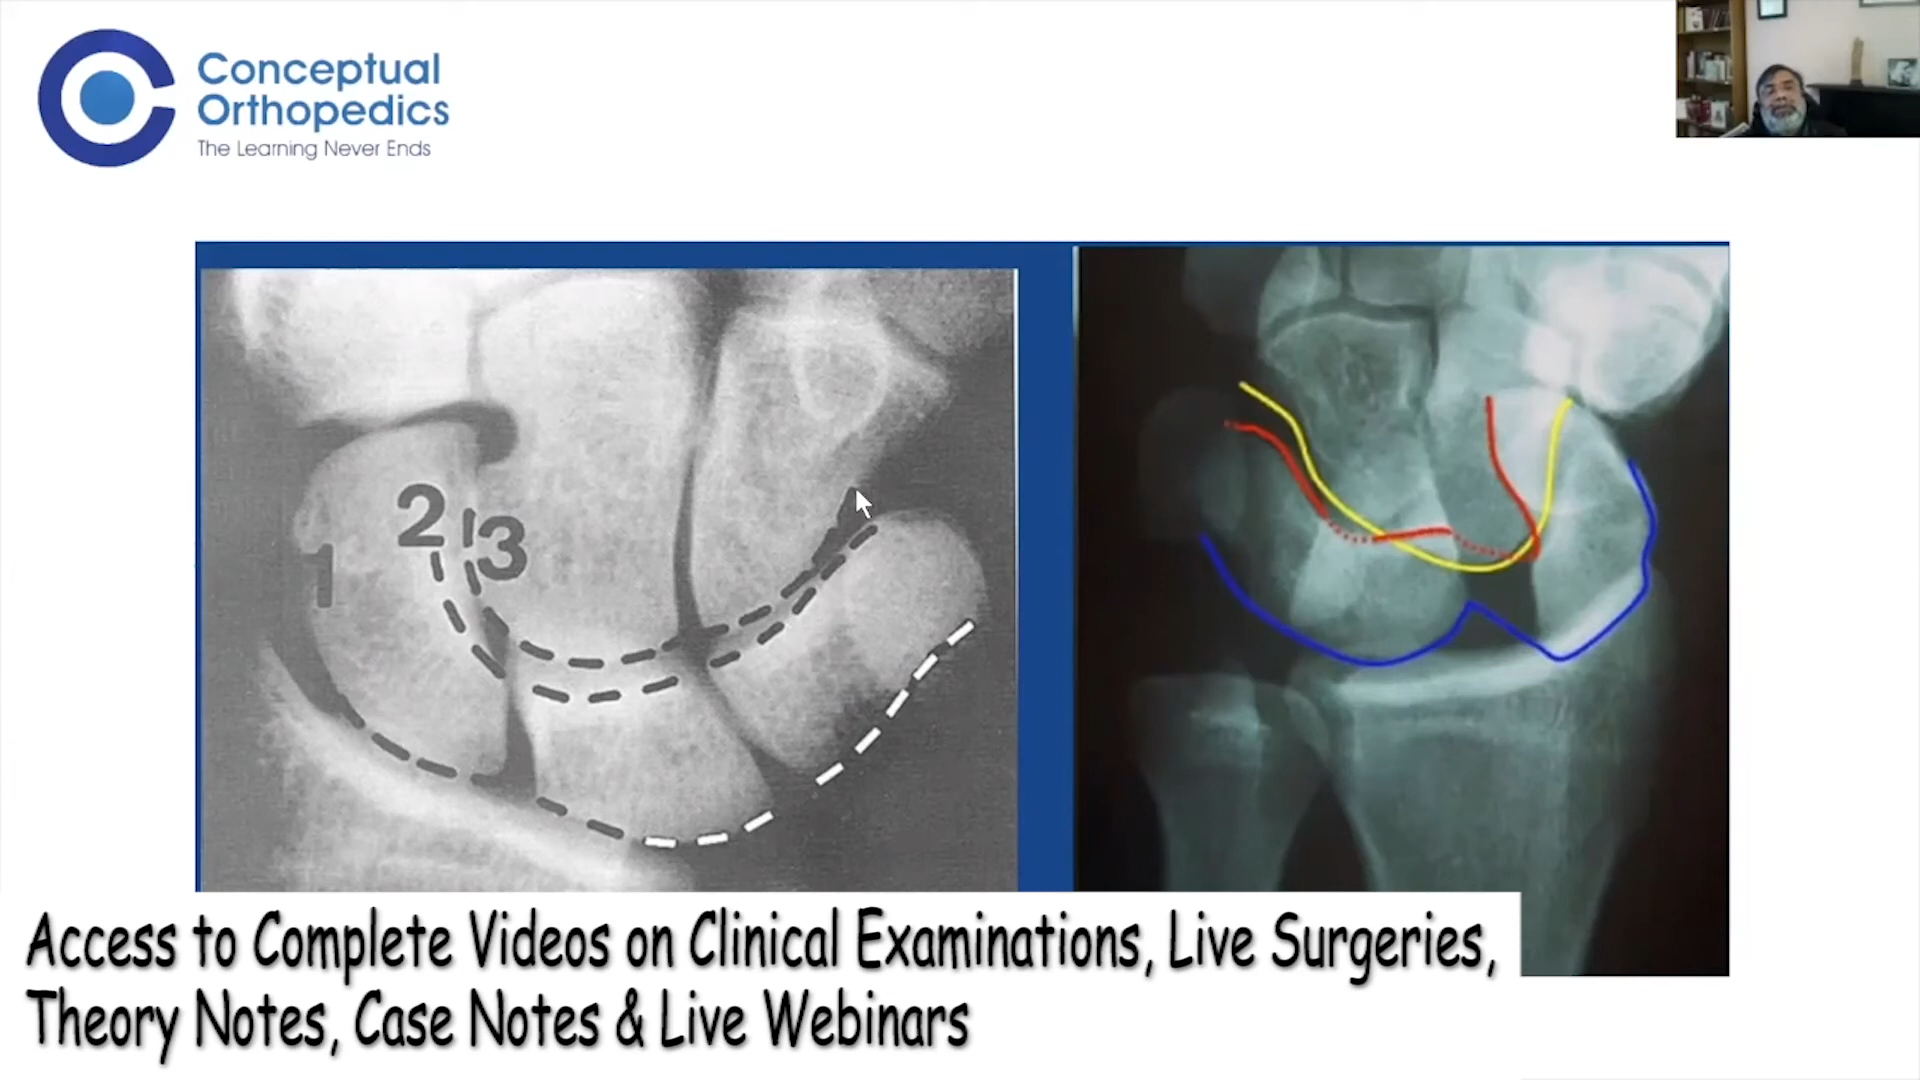 Conceptual
Orthopedics
The Learning Never Ends
1
2
3
Access to Complete Videos on Clinical Examinations, Live Surgeries,
Theory Notes, Case Notes & Live Webinars